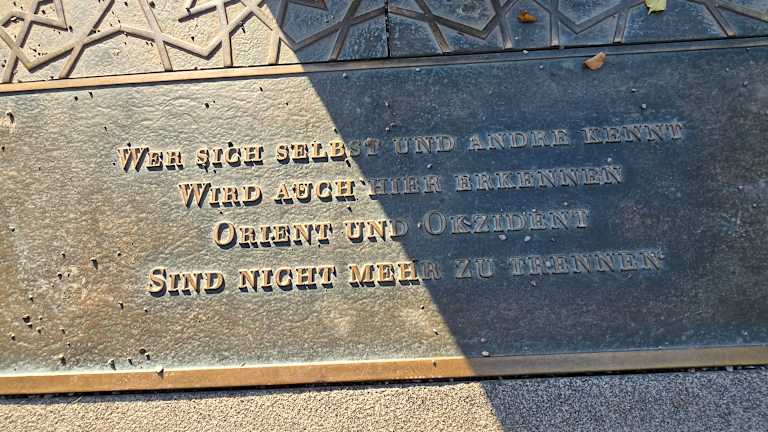 Wer sich selbst und andre kennt
Wird auch hier erkennen
Orient und Okzident
Sind nicht mehr zu trennen